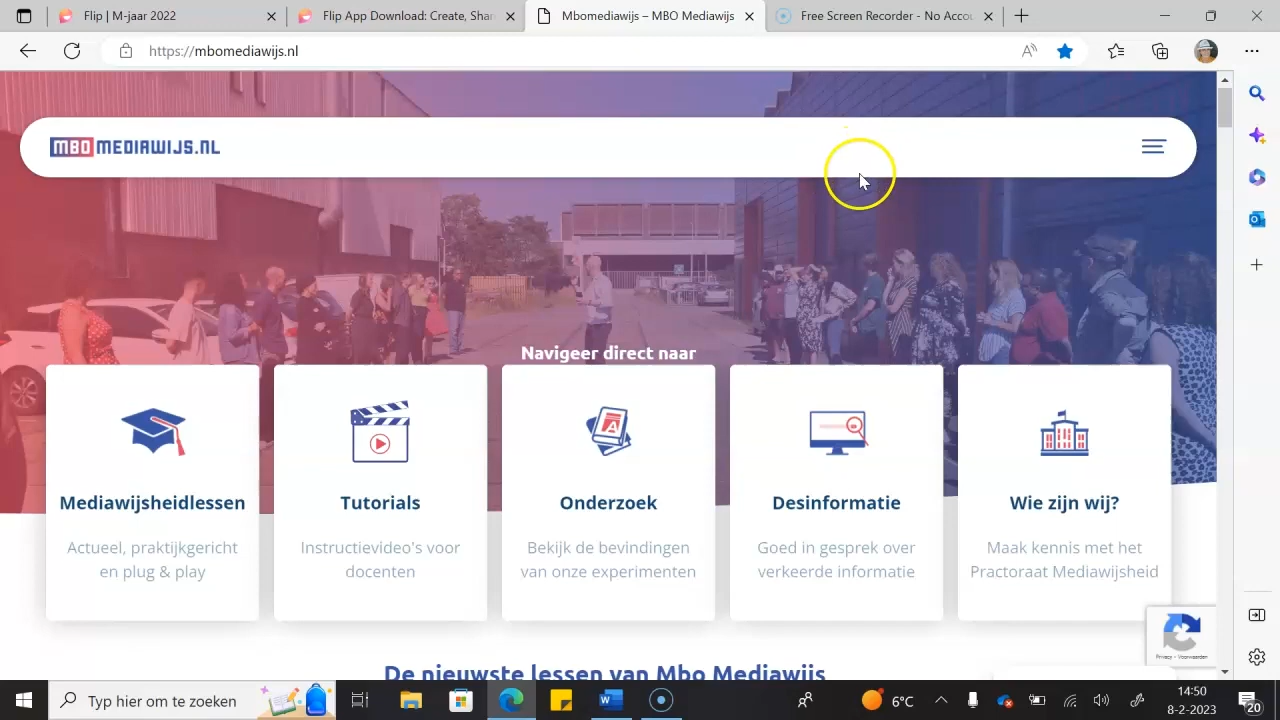 Flip | M-jaar 2022
Flip App Download: Create, Shar
Mbomediawijs – MBO Mediawijs
Free Screen Recorder - No Accou
https://mbomediawijs.nl
MBO MEDIAWIJS.NL
Navigeer direct naar
Mediawijsheidlessen
Actueel, praktijkgericht
en plug & play
Tutorials
Instructievideo's voor
docenten
Onderzoek
Bekijk de bevindingen
van onze experimenten
Desinformatie
Goed in gesprek over
verkeerde informatie
Wie zijn wij?
Maak kennis met het
Practoraat Mediawijsheid
Privacy - Voorwaarden
De nieuwste lessen van Mbo Mediawijs
Typ hier om te zoeken
6°C
14:50
8-2-2023
20